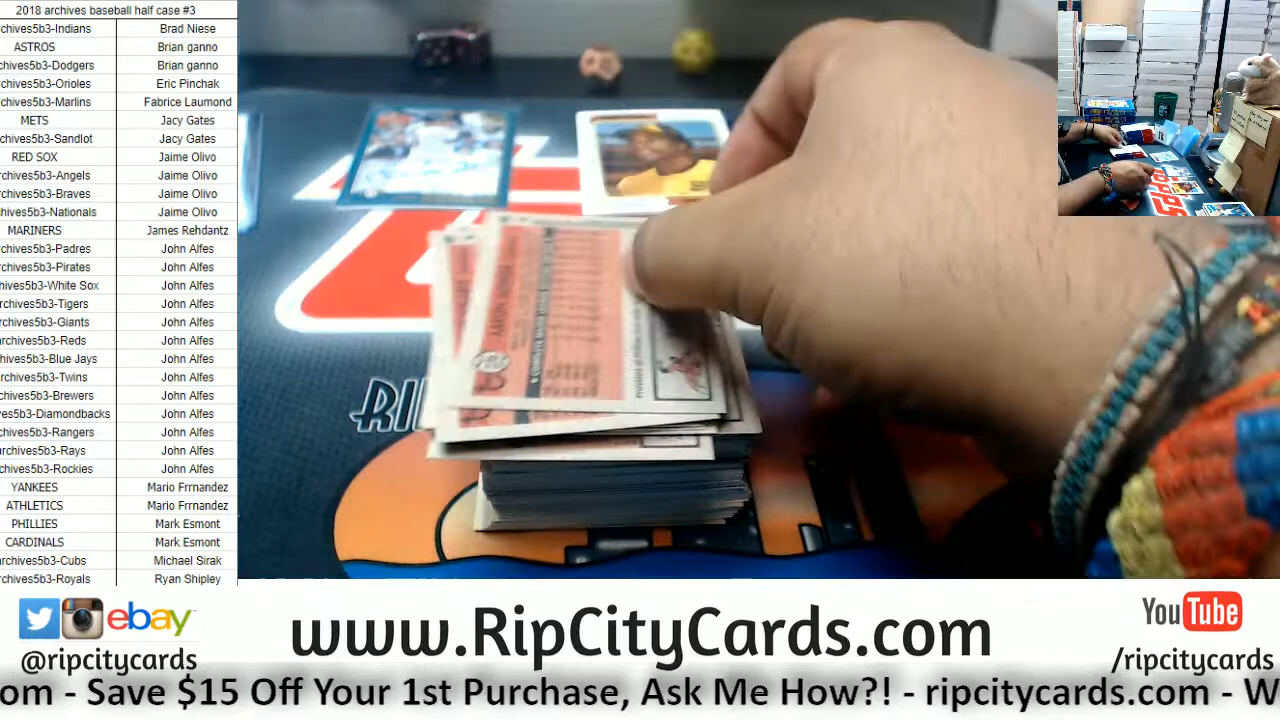 2018 archives baseball half case #3
rchives5b3-Indians Brad Niese
ASTROS Brian ganno
rchives5b3-Dodgers Brian ganno
rchives5b3-Orioles Eric Pinchak
rchives5b3-Marlins Fabrice Laumond
METS Jacy Gates
rchives5b3-Sandlot Jacy Gates
RED SOX Jaime Olivo
rchives5b3-Angels Jaime Olivo
rchives5b3-Braves Jaime Olivo
chives5b3-Nationals Jaime Olivo
MARINERS James Rehdantz
rchives5b3-Padres John Alfes
rchives5b3-Pirates John Alfes
chives5b3-White Sox John Alfes
rchives5b3-Tigers John Alfes
rchives5b3-Giants John Alfes
rchives5b3-Reds John Alfes
hives5b3-Blue Jays John Alfes
rchives5b3-Twins John Alfes
chives5b3-Brewers John Alfes
ves5b3-Diamondbacks John Alfes
chives5b3-Rangers John Alfes
rchives5b3-Rays John Alfes
chives5b3-Rockies John Alfes
YANKEES Mario Frrnandez
ATHLETICS Mario Frrnandez
PHILLIES Mark Esmont
CARDINALS Mark Esmont
archives5b3-Cubs Michael Sirak
rchives5b3-Royals Ryan Shipley
RI
ebay
@ripcitycards
www.RipCityCards.com
YouTube
/ripcitycards
om - Save $15 Off Your 1st Purchase, Ask Me How?! - ripcitycards.com - W